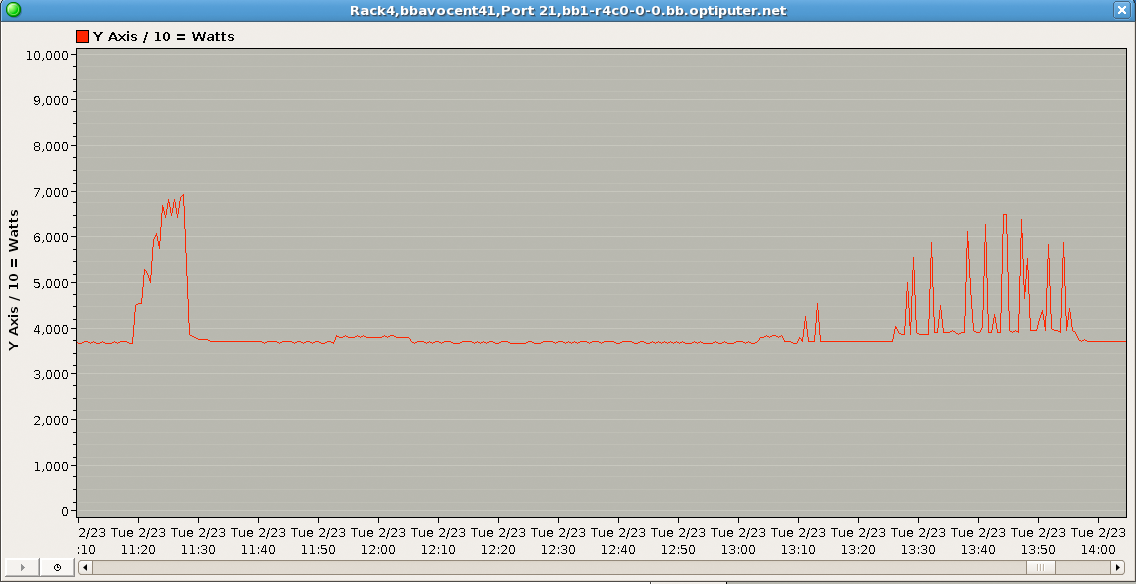 Rack4,bbavocent41,Port 21,bb1-r4c0-0-0.bb.optiputer.net
Y Axis / 10 = Watts
10,000
9,000
8,000
7,000
6,000
5,000
4,000
3,000
2,000
1,000
0
Y Axis / 10 = Watts
2/23 Tue 2/23 Tue 2/23 Tue 2/23 Tue 2/23 Tue 2/23 Tue 2/23 Tue 2/23 Tue 2/23 Tue 2/23 Tue 2/23 Tue 2/23 Tue 2/23 Tue 2/23 Tue 2/23 Tue 2/23 Tue 2/23 Tue 2/23
:10 11:20 11:30 11:40 11:50 12:00 12:10 12:20 12:30 12:40 12:50 13:00 13:10 13:20 13:30 13:40 13:50 14:00